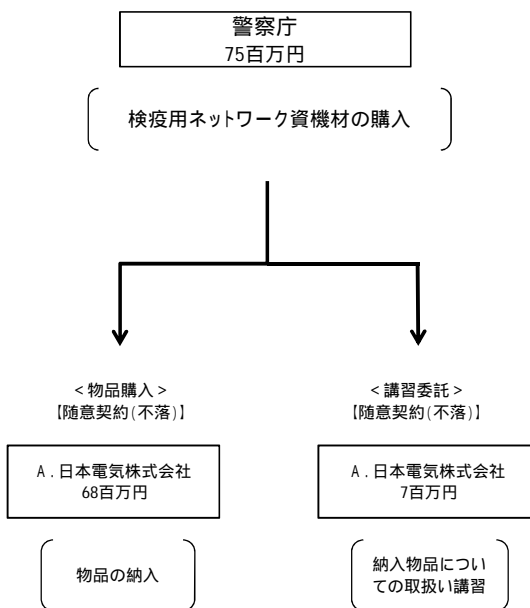 警察庁
75百万円
検疫用ネットワーク資機材の購入
<物品購入>
【随意契約(不落)】
A.日本電気株式会社
68百万円
物品の納入
<講習委託>
【随意契約(不落)】
A.日本電気株式会社
7百万円
納入物品につい
ての取扱い講習